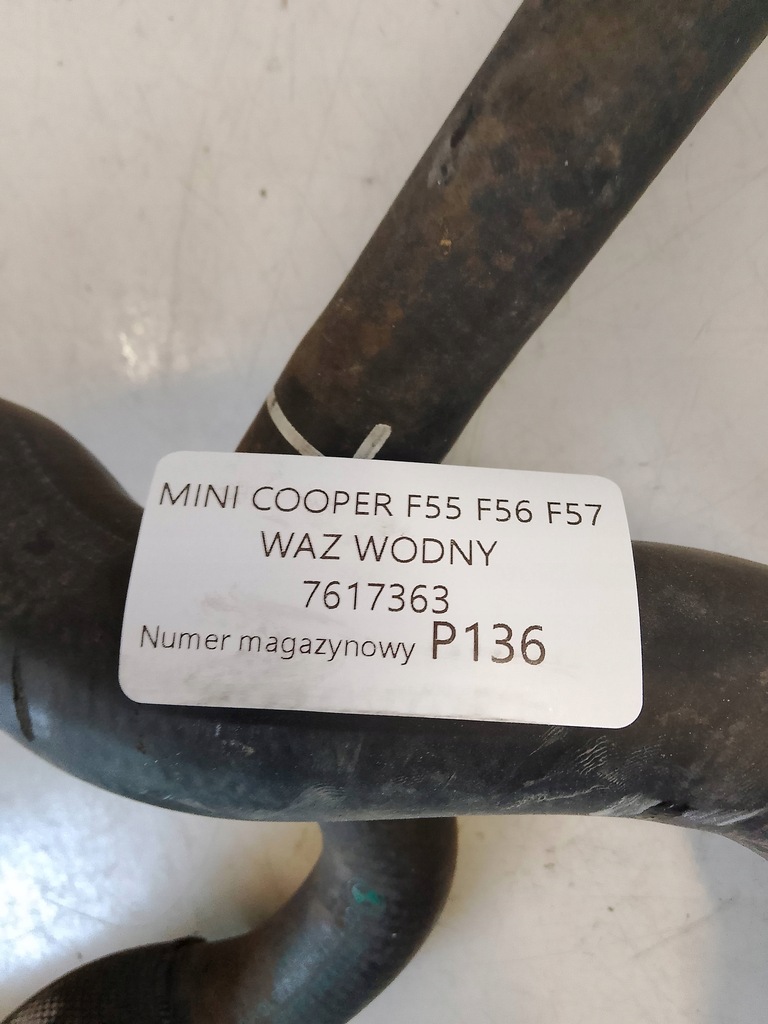 MINI COOPER F55 F56 F57
WAZ WODNY
7617363
Numer magazynowy P136